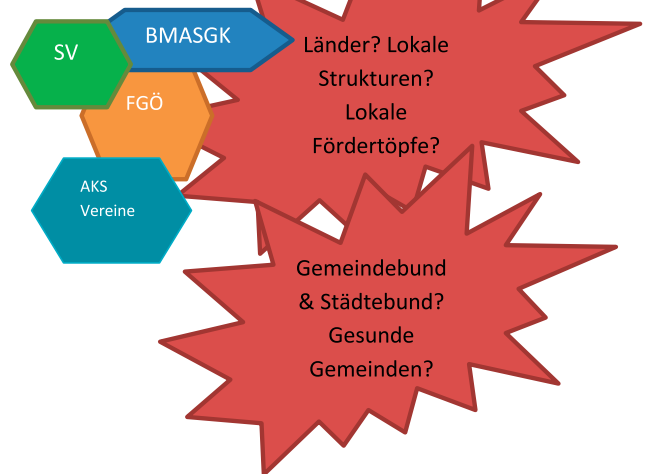 SV
BMASGK
FGÖ
AKS
Vereine
Länder? Lokale
Strukturen?
Lokale
Fördertöpfe?
Gemeindebund
& Städtebund?
Gesunde
Gemeinden?